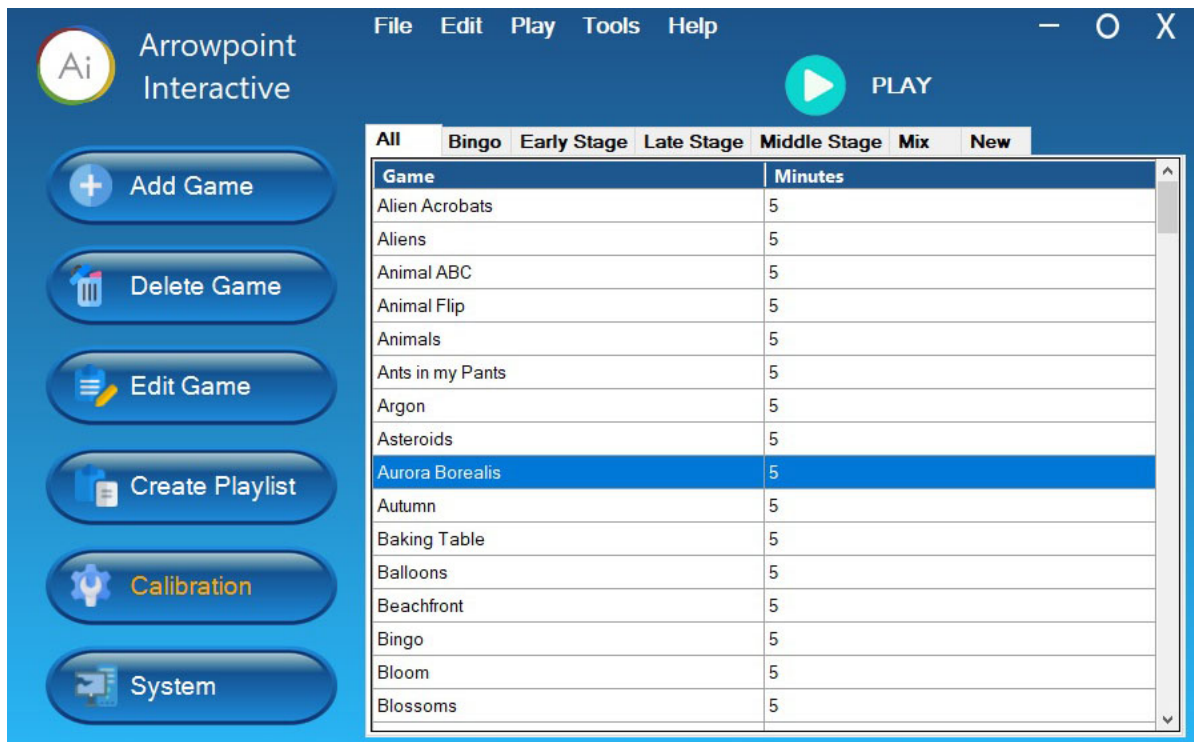 File Edit Play Tools Help
— O X
Ai
Arrowpoint
Interactive
PLAY
All Bingo Early Stage Late Stage Middle Stage Mix New
Add Game
Delete Game
Edit Game
Create Playlist
Calibration
System
Game Minutes
Alien Acrobats 5
Aliens 5
Animal ABC 5
Animal Flip 5
Animals 5
Ants in my Pants 5
Argon 5
Asteroids 5
Aurora Borealis 5
Autumn 5
Baking Table 5
Balloons 5
Beachfront 5
Bingo 5
Bloom 5
Blossoms 5